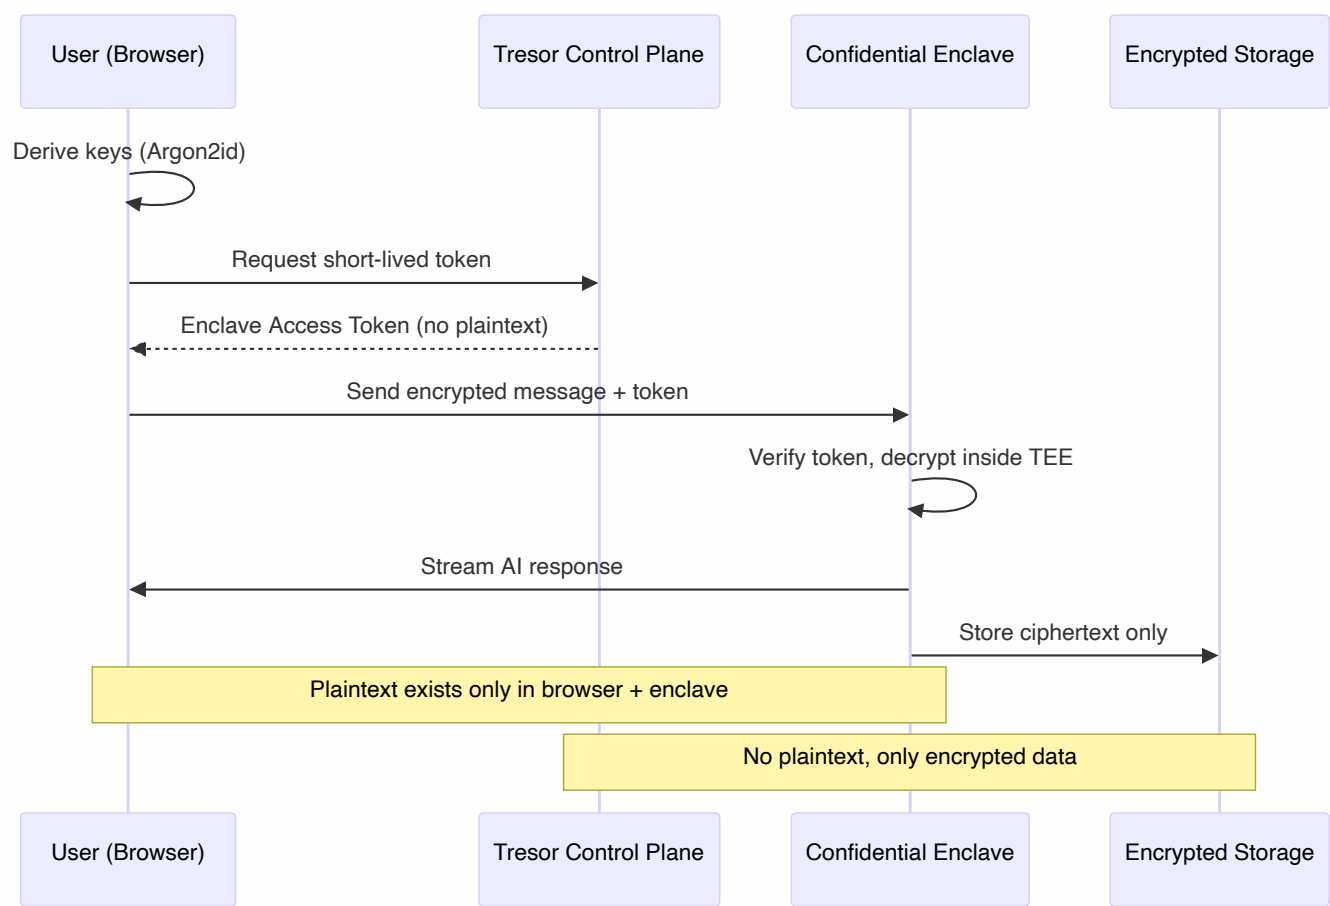 User (Browser)
Tresor Control Plane
Confidential Enclave
Encrypted Storage
Derive keys (Argon2id)
Request short-lived token
Enclave Access Token (no plaintext)
Send encrypted message + token
Verify token, decrypt inside TEE
Stream AI response
Store ciphertext only
Plaintext exists only in browser + enclave
No plaintext, only encrypted data
User (Browser)
Tresor Control Plane
Confidential Enclave
Encrypted Storage